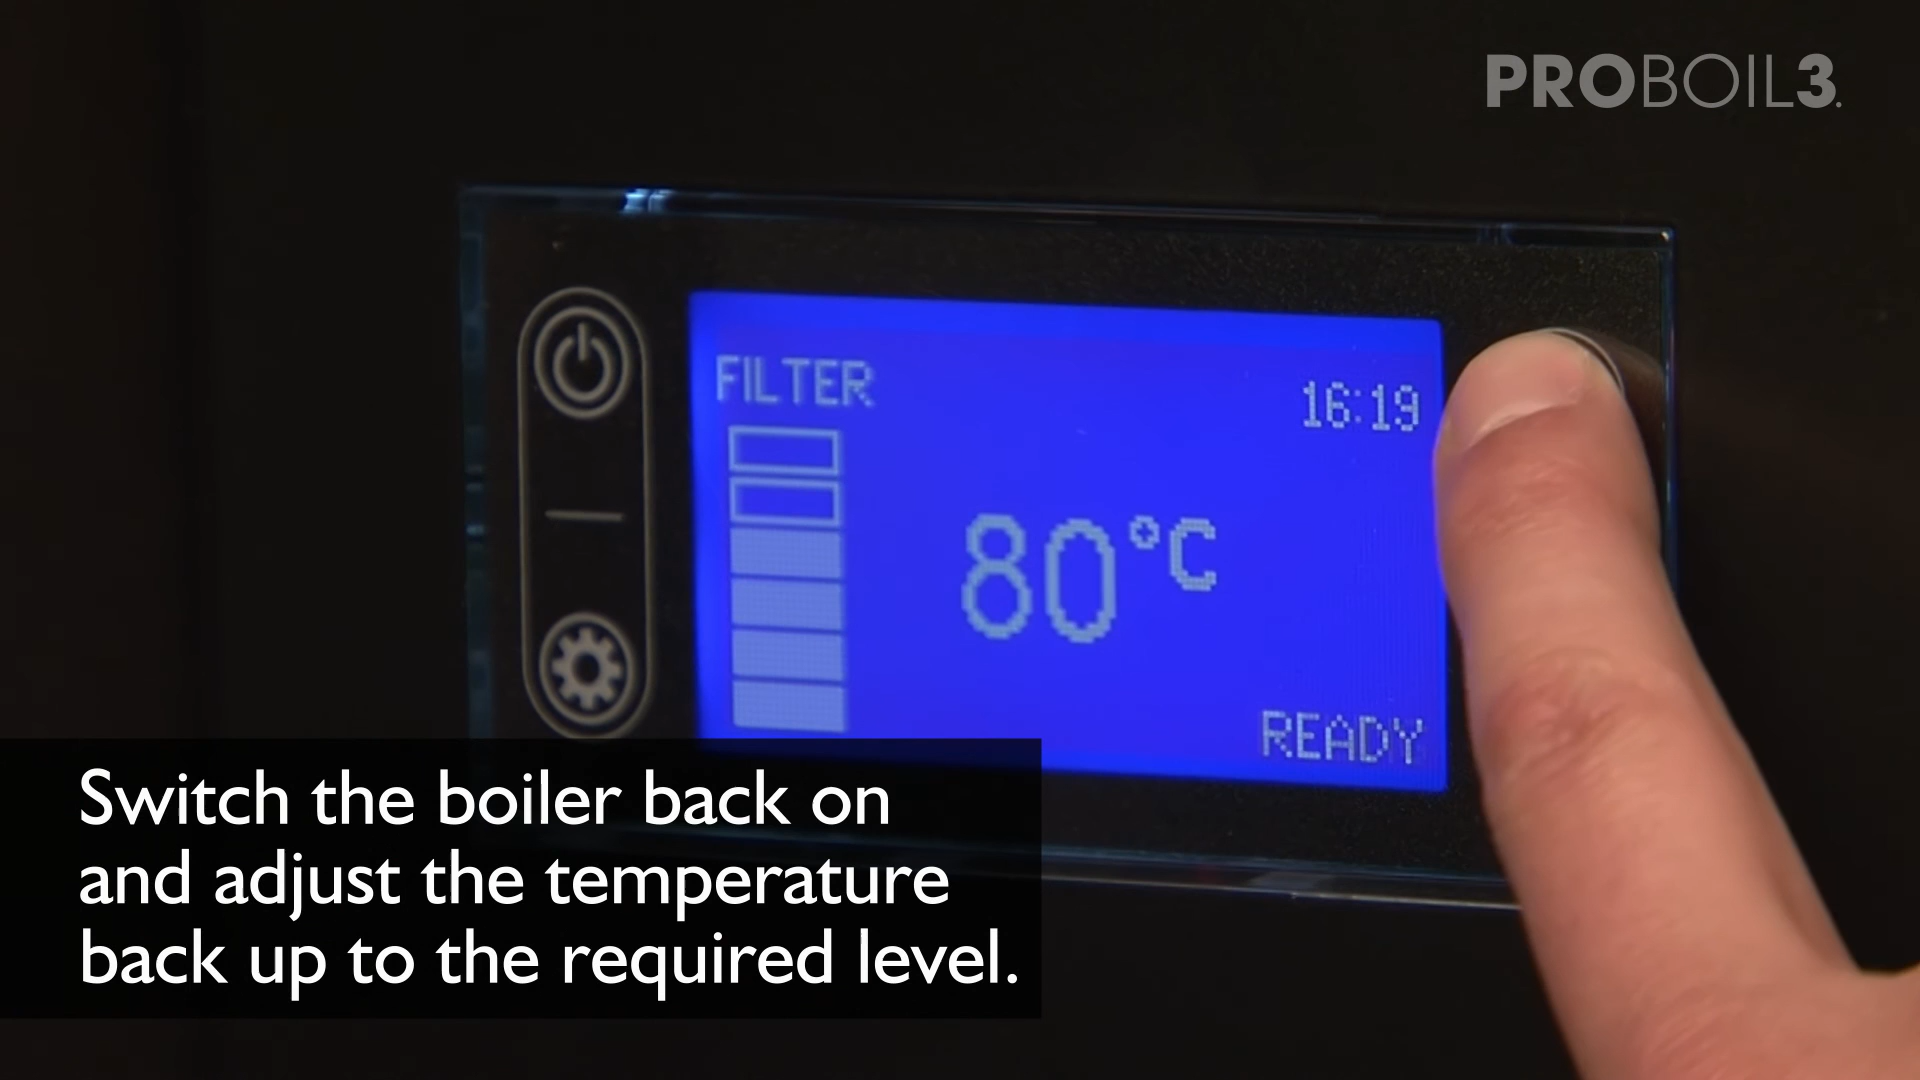 PROBOIL3.
FILTER
16:19
80°C
READY
Switch the boiler back on
and adjust the temperature
back up to the required level.